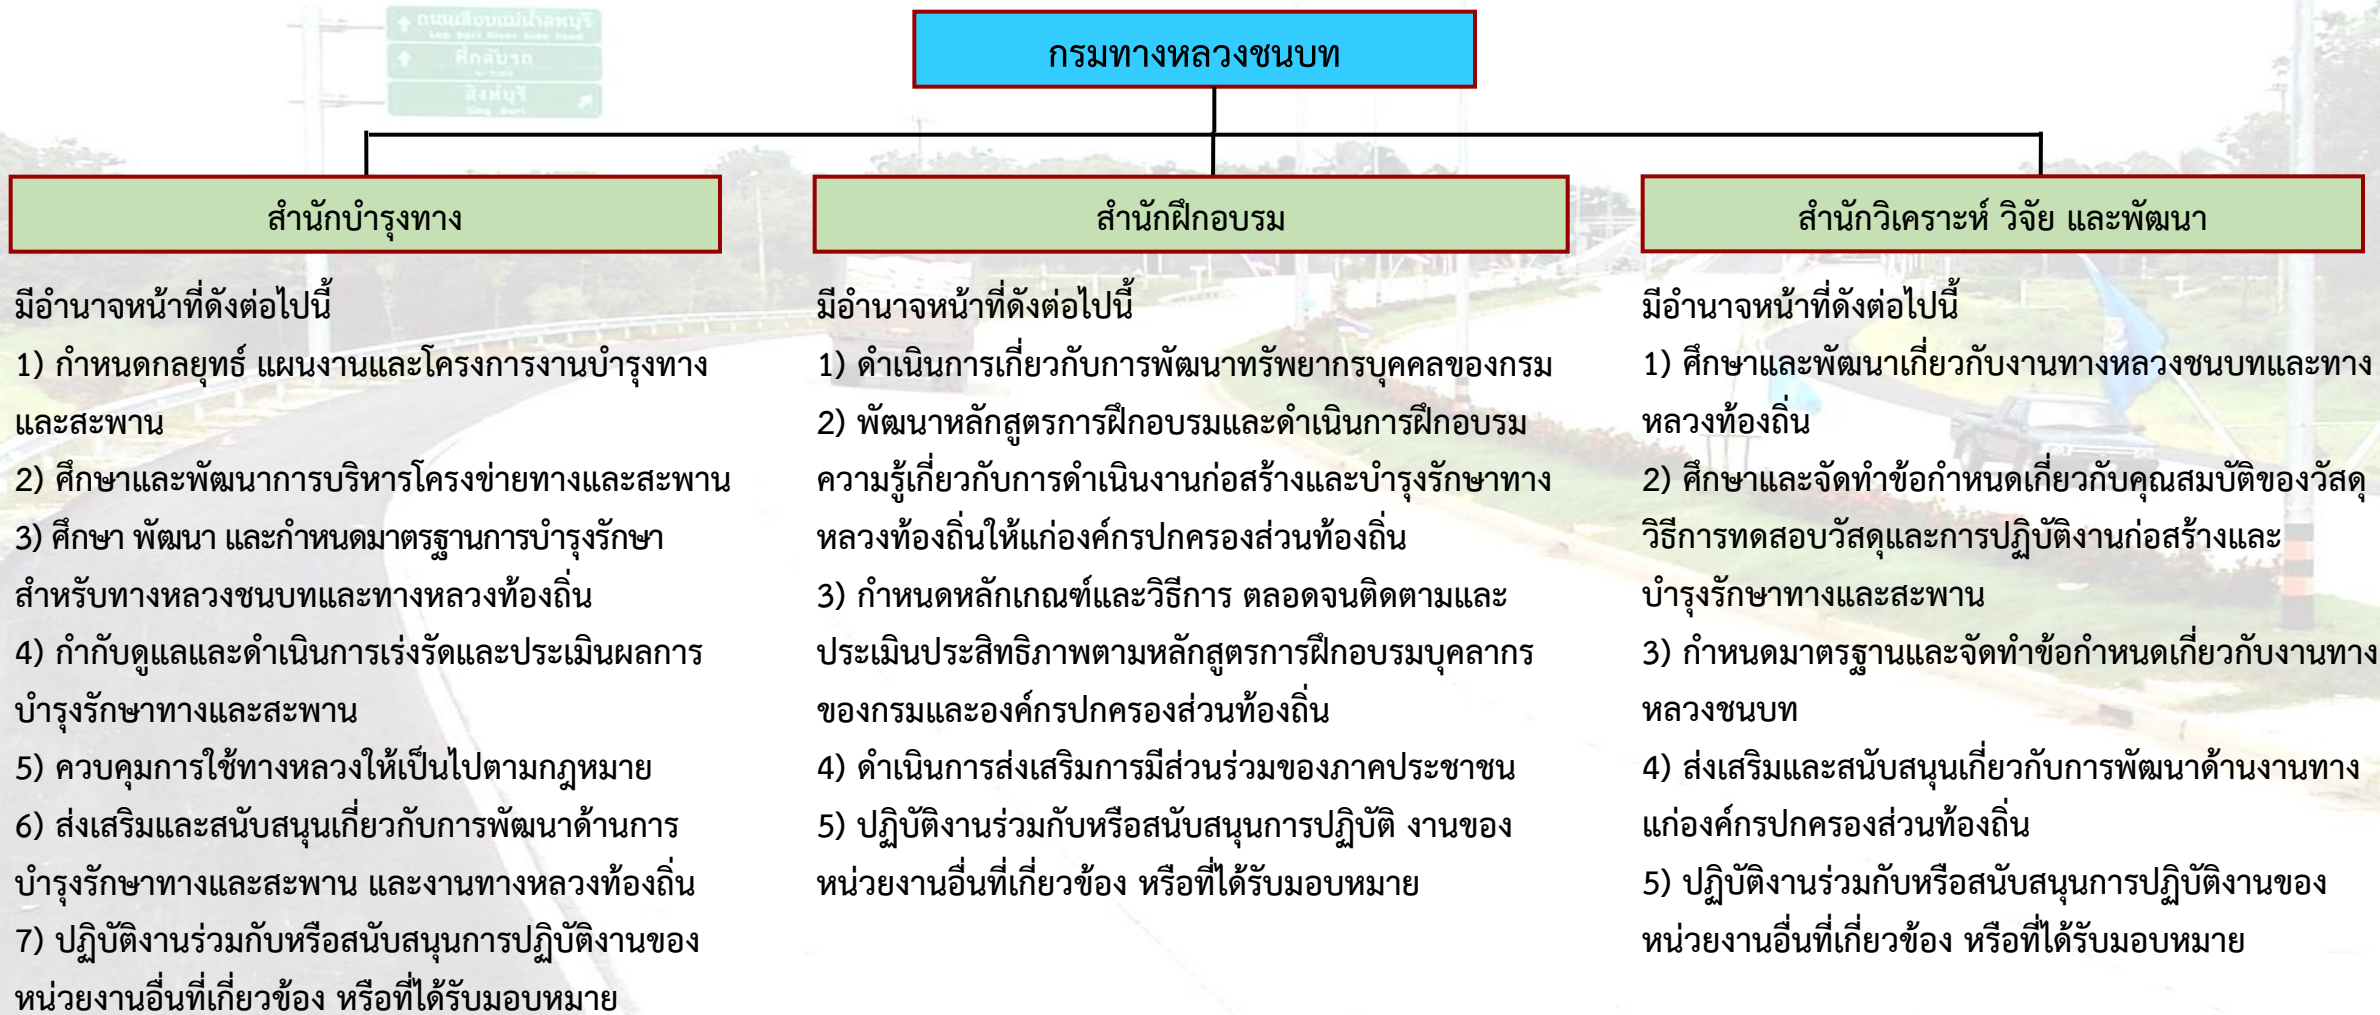 ถนนเลียบแม่น้ำลพบุรี
Lop Buri River Side Road
ที่กลับรถ
U-Turn
สิงห์บุรี
Sing Buri
กรมทางหลวงชนบท
สำนักบำรุงทาง
มีอำนาจหน้าที่ดังต่อไปนี้
1) กำหนดกลยุทธ์ แผนงานและโครงการงานบำรุงทาง
และสะพาน
2) ศึกษาและพัฒนาการบริหารโครงข่ายทางและสะพาน
3) ศึกษา พัฒนา และกำหนดมาตรฐานการบำรุงรักษา
สำหรับทางหลวงชนบทและทางหลวงท้องถิ่น
4) กำกับดูแลและดำเนินการเร่งรัดและประเมินผลการ
บำรุงรักษาทางและสะพาน
5) ควบคุมการใช้ทางหลวงให้เป็นไปตามกฎหมาย
6) ส่งเสริมและสนับสนุนเกี่ยวกับการพัฒนาด้านการ
บำรุงรักษาทางและสะพาน และงานทางหลวงท้องถิ่น
7) ปฏิบัติงานร่วมกับหรือสนับสนุนการปฏิบัติงานของ
หน่วยงานอื่นที่เกี่ยวข้อง หรือที่ได้รับมอบหมาย
สำนักฝึกอบรม
มีอำนาจหน้าที่ดังต่อไปนี้
1) ดำเนินการเกี่ยวกับการพัฒนาทรัพยากรบุคคลของกรม
2) พัฒนาหลักสูตรการฝึกอบรมและดำเนินการฝึกอบรม
ความรู้เกี่ยวกับการดำเนินงานก่อสร้างและบำรุงรักษาทาง
หลวงท้องถิ่นให้แก่องค์กรปกครองส่วนท้องถิ่น
3) กำหนดหลักเกณฑ์และวิธีการ ตลอดจนติดตามและ
ประเมินประสิทธิภาพตามหลักสูตรการฝึกอบรมบุคลากร
ของกรมและองค์กรปกครองส่วนท้องถิ่น
4) ดำเนินการส่งเสริมการมีส่วนร่วมของภาคประชาชน
5) ปฏิบัติงานร่วมกับหรือสนับสนุนการปฏิบัติ งานของ
หน่วยงานอื่นที่เกี่ยวข้อง หรือที่ได้รับมอบหมาย
สำนักวิเคราะห์ วิจัย และพัฒนา
มีอำนาจหน้าที่ดังต่อไปนี้
1) ศึกษาและพัฒนาเกี่ยวกับงานทางหลวงชนบทและทาง
หลวงท้องถิ่น
2) ศึกษาและจัดทำข้อกำหนดเกี่ยวกับคุณสมบัติของวัสดุ
วิธีการทดสอบวัสดุและการปฏิบัติงานก่อสร้างและ
บำรุงรักษาทางและสะพาน
3) กำหนดมาตรฐานและจัดทำข้อกำหนดเกี่ยวกับงานทาง
หลวงชนบท
4) ส่งเสริมและสนับสนุนเกี่ยวกับการพัฒนาด้านงานทาง
แก่องค์กรปกครองส่วนท้องถิ่น
5) ปฏิบัติงานร่วมกับหรือสนับสนุนการปฏิบัติงานของ
หน่วยงานอื่นที่เกี่ยวข้อง หรือที่ได้รับมอบหมาย